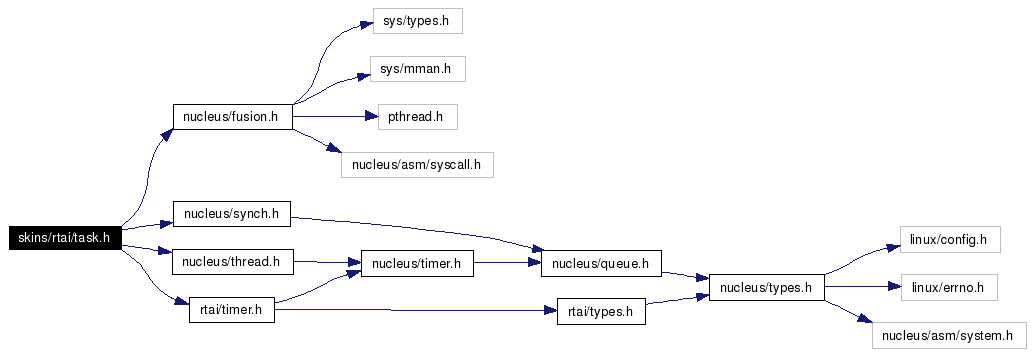 sys/types.h
sys/mman.h
nucleus/fusion.h
pthread.h
nucleus/asm/syscall.h
nucleus/synch.h
skins/rtai/task.h
linux/config.h
nucleus/thread.h
nucleus/timer.h
nucleus/queue.h
nucleus/types.h
linux/errno.h
rtai/timer.h
rtai/types.h
nucleus/asm/system.h